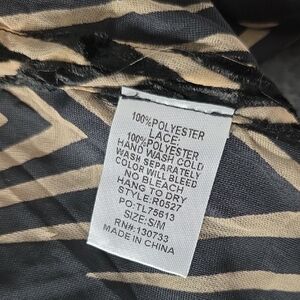 100%POLYESTER
LACE:
100%POLYESTER
HAND WASH COLD
WASH SEPARATELY
COLOR WILL BLEED
NO BLEACH
HANG TO DRY
STYLE:R0527
PO:TL75613
SIZE:S/M
RN#:130733
MADE IN CHINA